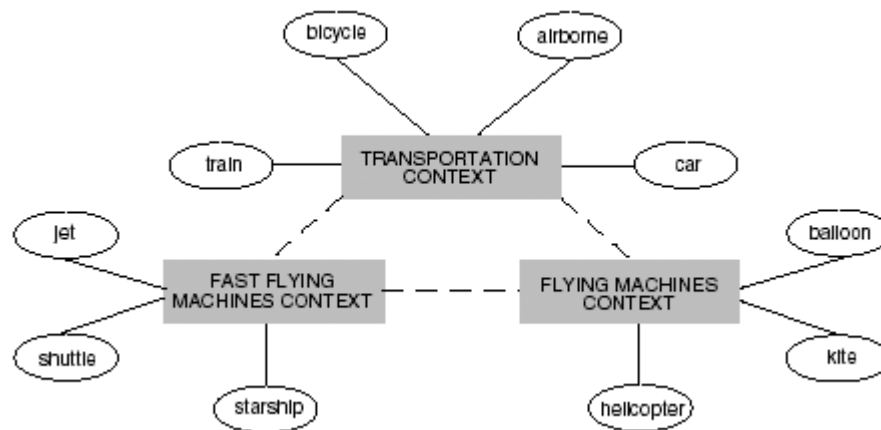 bicycle
airborne
train
TRANSPORTATION
CONTEXT
car
jet
balloon
FAST FLYING
MACHINES CONTEXT
FLYING MACHINES
CONTEXT
shuttle
kite
starship
helicopter